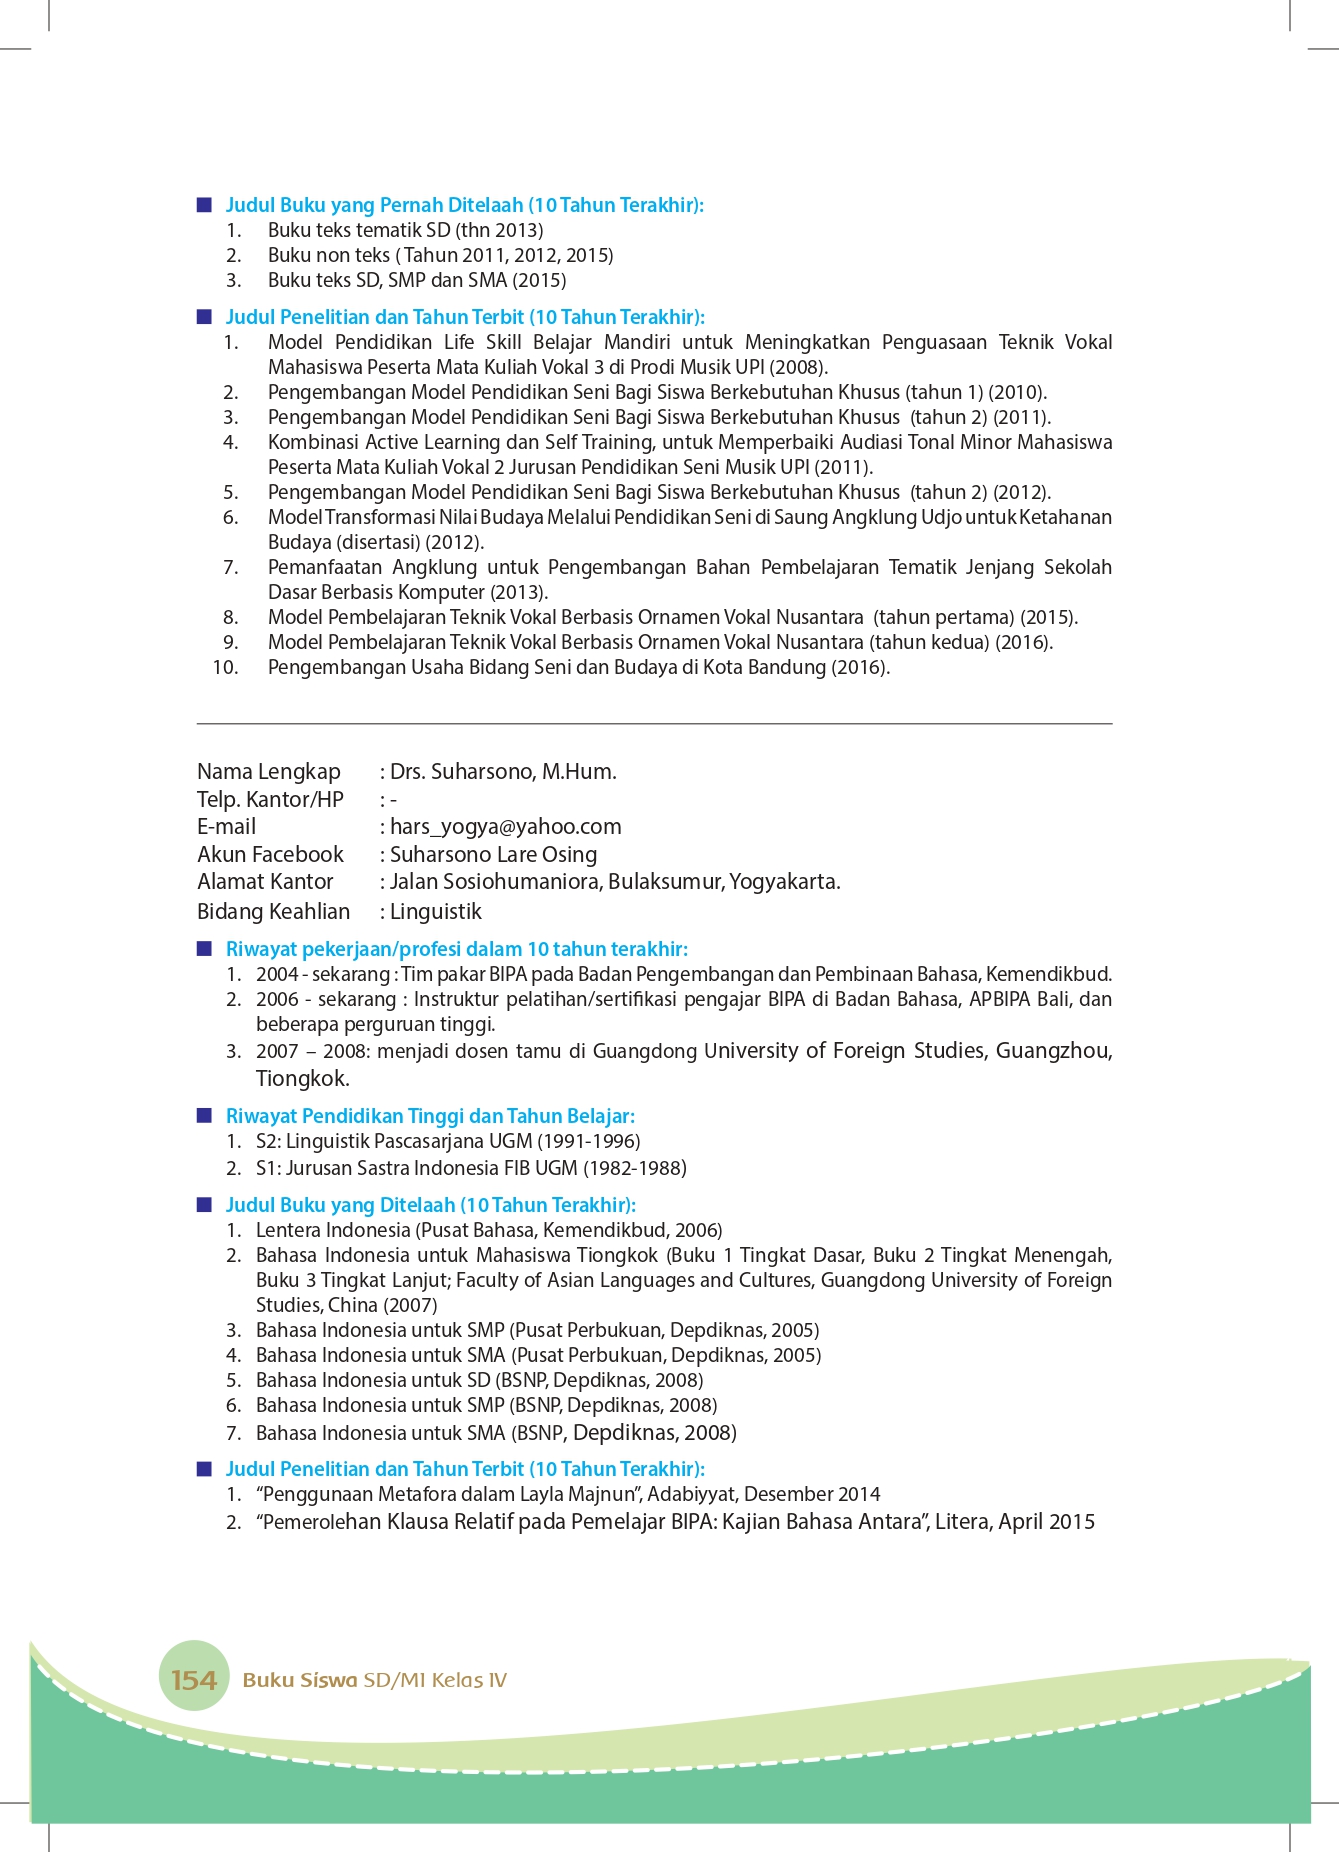 Judul Buku yang Pernah Ditelaah (10 Tahun Terakhir):
1. Buku teks tematik SD (thn 2013)
2. Buku non teks ( Tahun 2011, 2012, 2015)
3. Buku teks SD, SMP dan SMA (2015)
Judul Penelitian dan Tahun Terbit (10 Tahun Terakhir):
1. Model Pendidikan Life Skill Belajar Mandiri untuk Meningkatkan Penguasaan Teknik Vokal
Mahasiswa Peserta Mata Kuliah Vokal 3 di Prodi Musik UPI (2008).
2. Pengembangan Model Pendidikan Seni Bagi Siswa Berkebutuhan Khusus (tahun 1) (2010).
3. Pengembangan Model Pendidikan Seni Bagi Siswa Berkebutuhan Khusus (tahun 2) (2011).
4. Kombinasi Active Learning dan Self Training, untuk Memperbaiki Audiasi Tonal Minor Mahasiswa
Peserta Mata Kuliah Vokal 2 Jurusan Pendidikan Seni Musik UPI (2011).
5. Pengembangan Model Pendidikan Seni Bagi Siswa Berkebutuhan Khusus (tahun 2) (2012).
6. Model Transformasi Nilai Budaya Melalui Pendidikan Seni di Saung Angklung Udjo untuk Ketahanan
Budaya (disertasi) (2012).
7. Pemanfaatan Angklung untuk Pengembangan Bahan Pembelajaran Tematik Jenjang Sekolah
Dasar Berbasis Komputer (2013).
8. Model Pembelajaran Teknik Vokal Berbasis Ornamen Vokal Nusantara (tahun pertama) (2015).
9. Model Pembelajaran Teknik Vokal Berbasis Ornamen Vokal Nusantara (tahun kedua) (2016).
10. Pengembangan Usaha Bidang Seni dan Budaya di Kota Bandung (2016).
Nama Lengkap : Drs. Suharsono, M.Hum.
Telp. Kantor/HP : -
E-mail : hars_yogya@yahoo.com
Akun Facebook : Suharsono Lare Osing
Alamat Kantor : Jalan Sosiohumaniora, Bulaksumur, Yogyakarta.
Bidang Keahlian : Linguistik
Riwayat pekerjaan/profesi dalam 10 tahun terakhir:
1. 2004 - sekarang : Tim pakar BIPA pada Badan Pengembangan dan Pembinaan Bahasa, Kemendikbud.
2. 2006 - sekarang : Instruktur pelatihan/sertifikasi pengajar BIPA di Badan Bahasa, APBIPA Bali, dan
beberapa perguruan tinggi.
3. 2007 – 2008: menjadi dosen tamu di Guangdong University of Foreign Studies, Guangzhou,
Tiongkok.
Riwayat Pendidikan Tinggi dan Tahun Belajar:
1. S2: Linguistik Pascasarjana UGM (1991-1996)
2. S1: Jurusan Sastra Indonesia FIB UGM (1982-1988)
Judul Buku yang Ditelaah (10 Tahun Terakhir):
1. Lentera Indonesia (Pusat Bahasa, Kemendikbud, 2006)
2. Bahasa Indonesia untuk Mahasiswa Tiongkok (Buku 1 Tingkat Dasar, Buku 2 Tingkat Menengah,
Buku 3 Tingkat Lanjut; Faculty of Asian Languages and Cultures, Guangdong University of Foreign
Studies, China (2007)
3. Bahasa Indonesia untuk SMP (Pusat Perbukuan, Depdiknas, 2005)
4. Bahasa Indonesia untuk SMA (Pusat Perbukuan, Depdiknas, 2005)
5. Bahasa Indonesia untuk SD (BSNP, Depdiknas, 2008)
6. Bahasa Indonesia untuk SMP (BSNP, Depdiknas, 2008)
7. Bahasa Indonesia untuk SMA (BSNP, Depdiknas, 2008)
Judul Penelitian dan Tahun Terbit (10 Tahun Terakhir):
1. “Penggunaan Metafora dalam Layla Majnun”, Adabiyyat, Desember 2014
2. “Pemerolehan Klausa Relatif pada Pemelajar BIPA: Kajian Bahasa Antara”, Litera, April 2015
154 Buku Siswa SD/MI Kelas IV